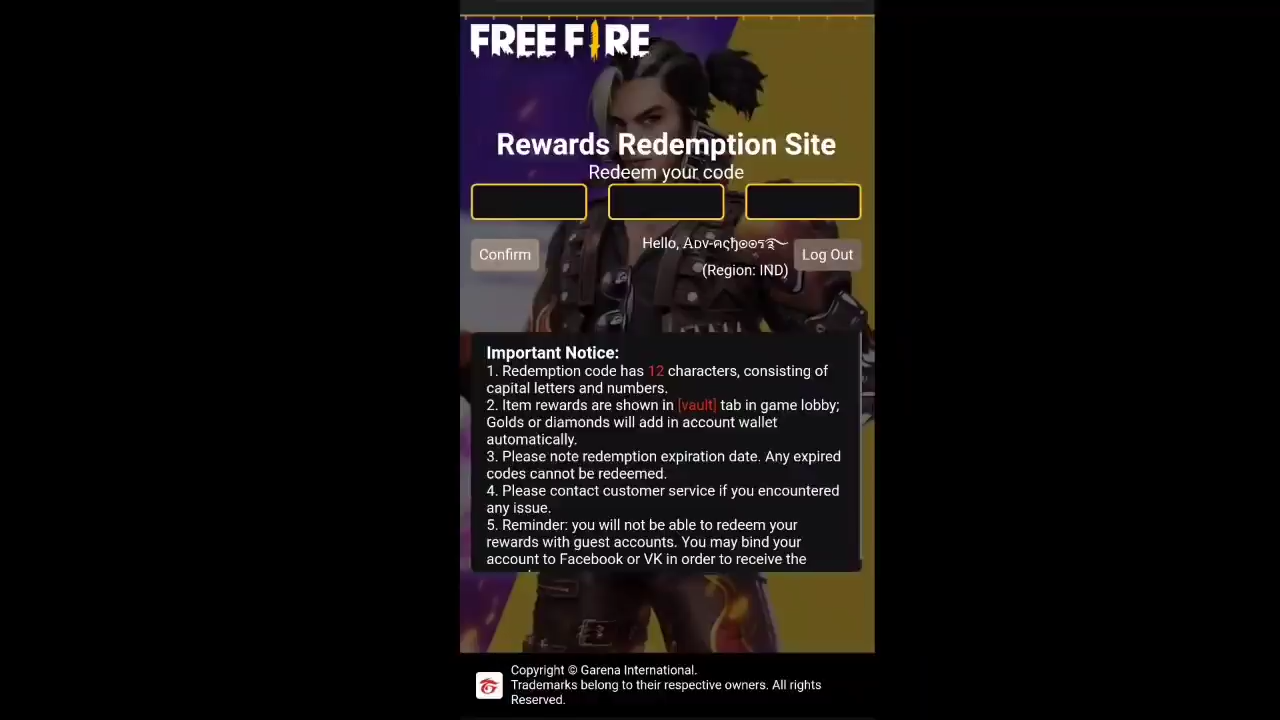 FREE FIRE
Rewards Redemption Site
Redeem your code
Hello, Aᴅᴠ-คςђ๏๏ร
(Region: IND)
Confirm
Log Out
Important Notice:
1. Redemption code has 12 characters, consisting of
capital letters and numbers.
2. Item rewards are shown in [vault] tab in game lobby;
Golds or diamonds will add in account wallet
automatically.
3. Please note redemption expiration date. Any expired
codes cannot be redeemed.
4. Please contact customer service if you encountered
any issue.
5. Reminder: you will not be able to redeem your
rewards with guest accounts. You may bind your
account to Facebook or VK in order to receive the
Copyright © Garena International.
Trademarks belong to their respective owners. All rights
Reserved.